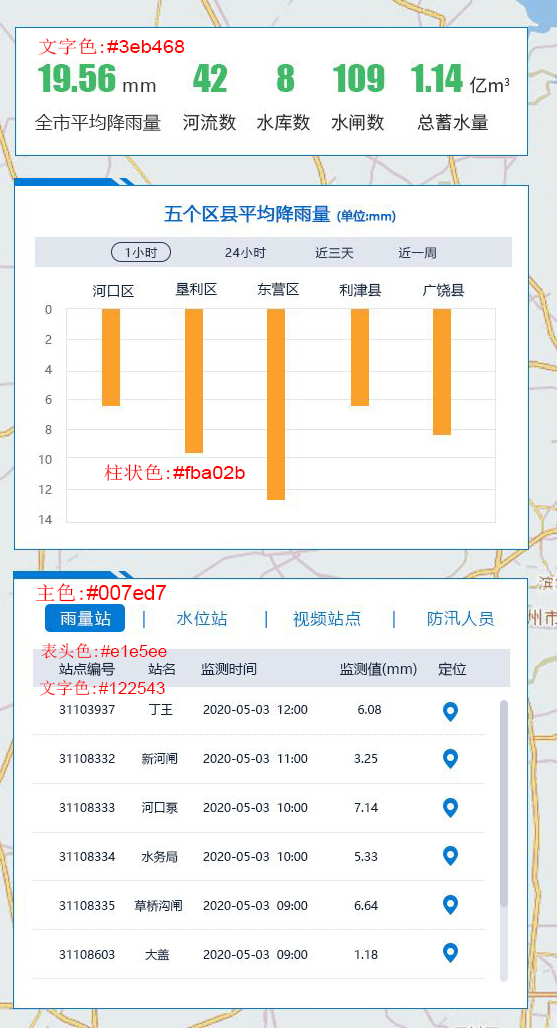 文字色:#3eb468
19.56 mm 42 8 109 1.14 亿m³
全市平均降雨量 河流数 水库数 水闸数 总蓄水量
五个区县平均降雨量 (单位:mm)
1小时 24小时 近三天 近一周
河口区 垦利区 东营区 利津县 广饶县
0
2
4
6
8
10
12
14
柱状色:#fba02b
主色:#007ed7
雨量站 | 水位站 | 视频站点 | 防汛人员
表头色:#e1e5ee
站点编号 站名 监测时间 监测值(mm) 定位
文字色:#122543
31103937 丁王 2020-05-03 12:00 6.08
31108332 新河闸 2020-05-03 11:00 3.25
31108333 河口泵 2020-05-03 10:00 7.14
31108334 水务局 2020-05-03 10:00 5.33
31108335 草桥沟闸 2020-05-03 09:00 6.64
31108603 大盖 2020-05-03 09:00 1.18
州市